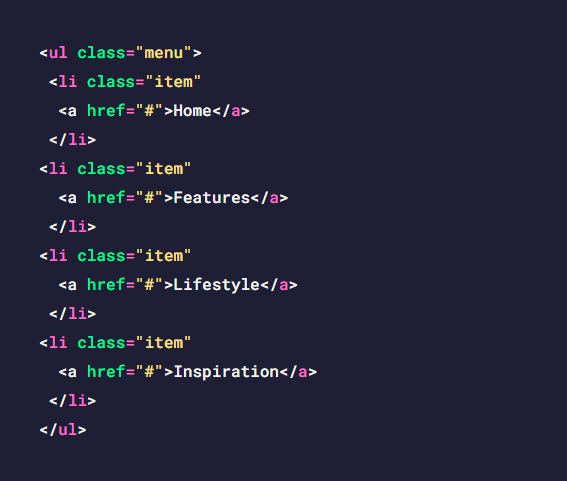 <ul class="menu">
 <li class="item"
  <a href="#">Home</a>
 </li>
<li class="item"
  <a href="#">Features</a>
 </li>
<li class="item"
  <a href="#">Lifestyle</a>
 </li>
<li class="item"
  <a href="#">Inspiration</a>
 </li>
</ul>